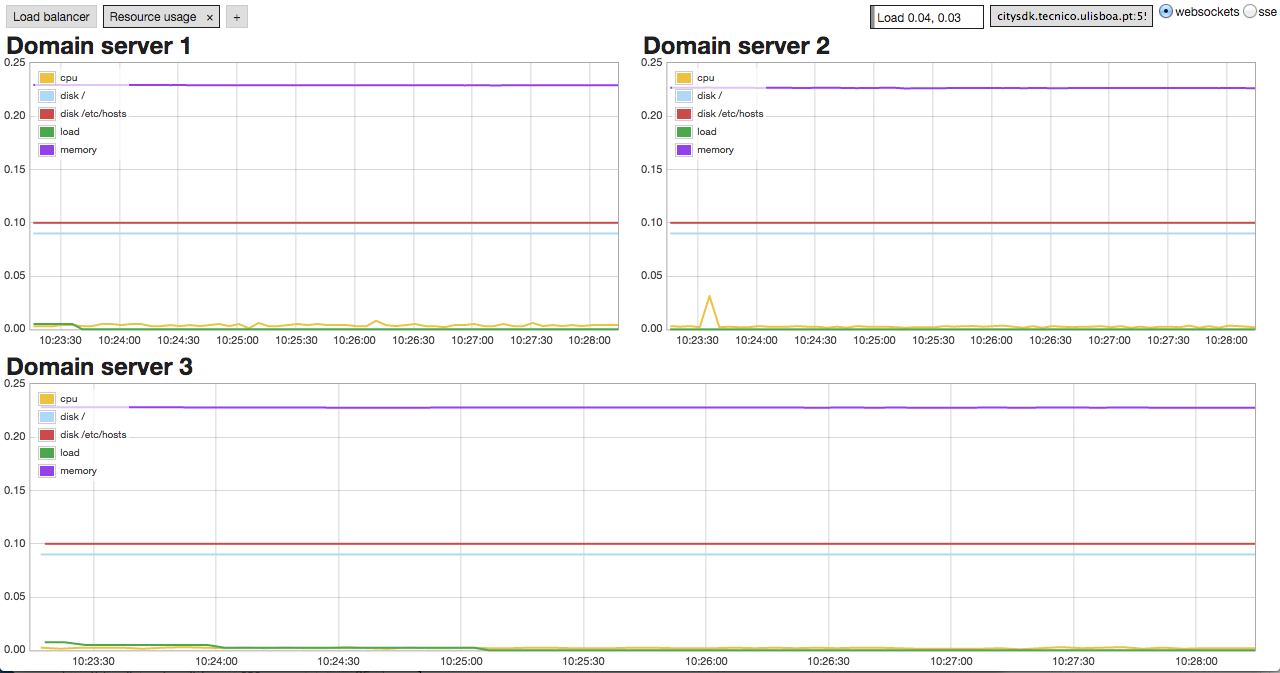 Load balancer Resource usage × + Load 0.04, 0.03 citysdk.tecnico.ulisboa.pt:5 websockets sse
Domain server 1
0.25
0.20
0.15
0.10
0.05
0.00
cpu
disk /
disk /etc/hosts
load
memory
10:23:30 10:24:00 10:24:30 10:25:00 10:25:30 10:26:00 10:26:30 10:27:00 10:27:30 10:28:00
Domain server 2
0.25
0.20
0.15
0.10
0.05
0.00
cpu
disk /
disk /etc/hosts
load
memory
10:23:30 10:24:00 10:24:30 10:25:00 10:25:30 10:26:00 10:26:30 10:27:00 10:27:30 10:28:00
Domain server 3
0.25
0.20
0.15
0.10
0.05
0.00
cpu
disk /
disk /etc/hosts
load
memory
10:23:30 10:24:00 10:24:30 10:25:00 10:25:30 10:26:00 10:26:30 10:27:00 10:27:30 10:28:00